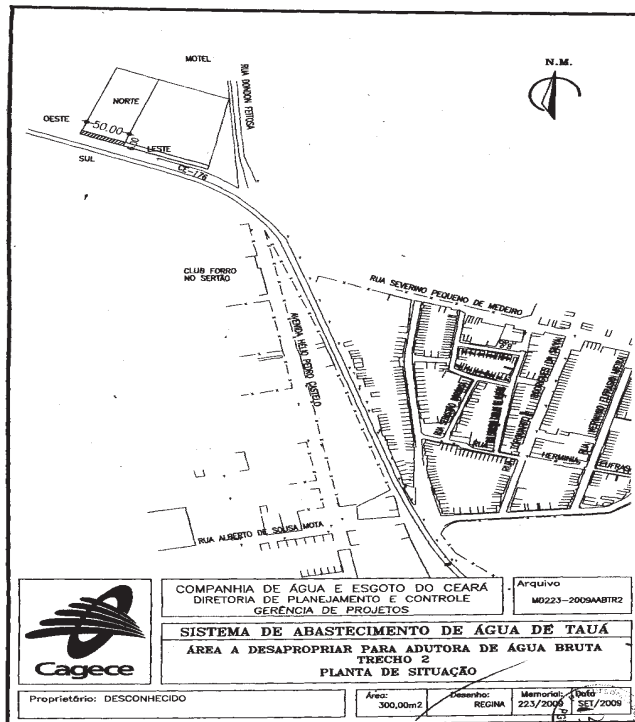 MOTEL
N.M.
RUA DONDON FEITOSA
NORTE
OESTE
50.00
6.00
LESTE
SUL
CE-176
CLUB FORRO
NO SERTÃO
RUA SEVERINO PEQUENO DE MEDEIRO
AVENIDA HÉLIO PEDRO CASTELO
RUA
HERMINIA
EUFRAS
RUA
RUA ALBERTO DE SOUSA MOTA
Cagece
COMPANHIA DE ÁGUA E ESGOTO DO CEARÁ
DIRETORIA DE PLANEJAMENTO E CONTROLE
GERÊNCIA DE PROJETOS
Arquivo
MD223-2009AABTR2
SISTEMA DE ABASTECIMENTO DE ÁGUA DE TAUÁ
ÁREA A DESAPROPRIAR PARA ADUTORA DE ÁGUA BRUTA
TRECHO 2
PLANTA DE SITUAÇÃO
Proprietário: DESCONHECIDO
Área:
300,00m2
Desenho:
REGINA
Memorial:
223/2009
Data
SET/2009